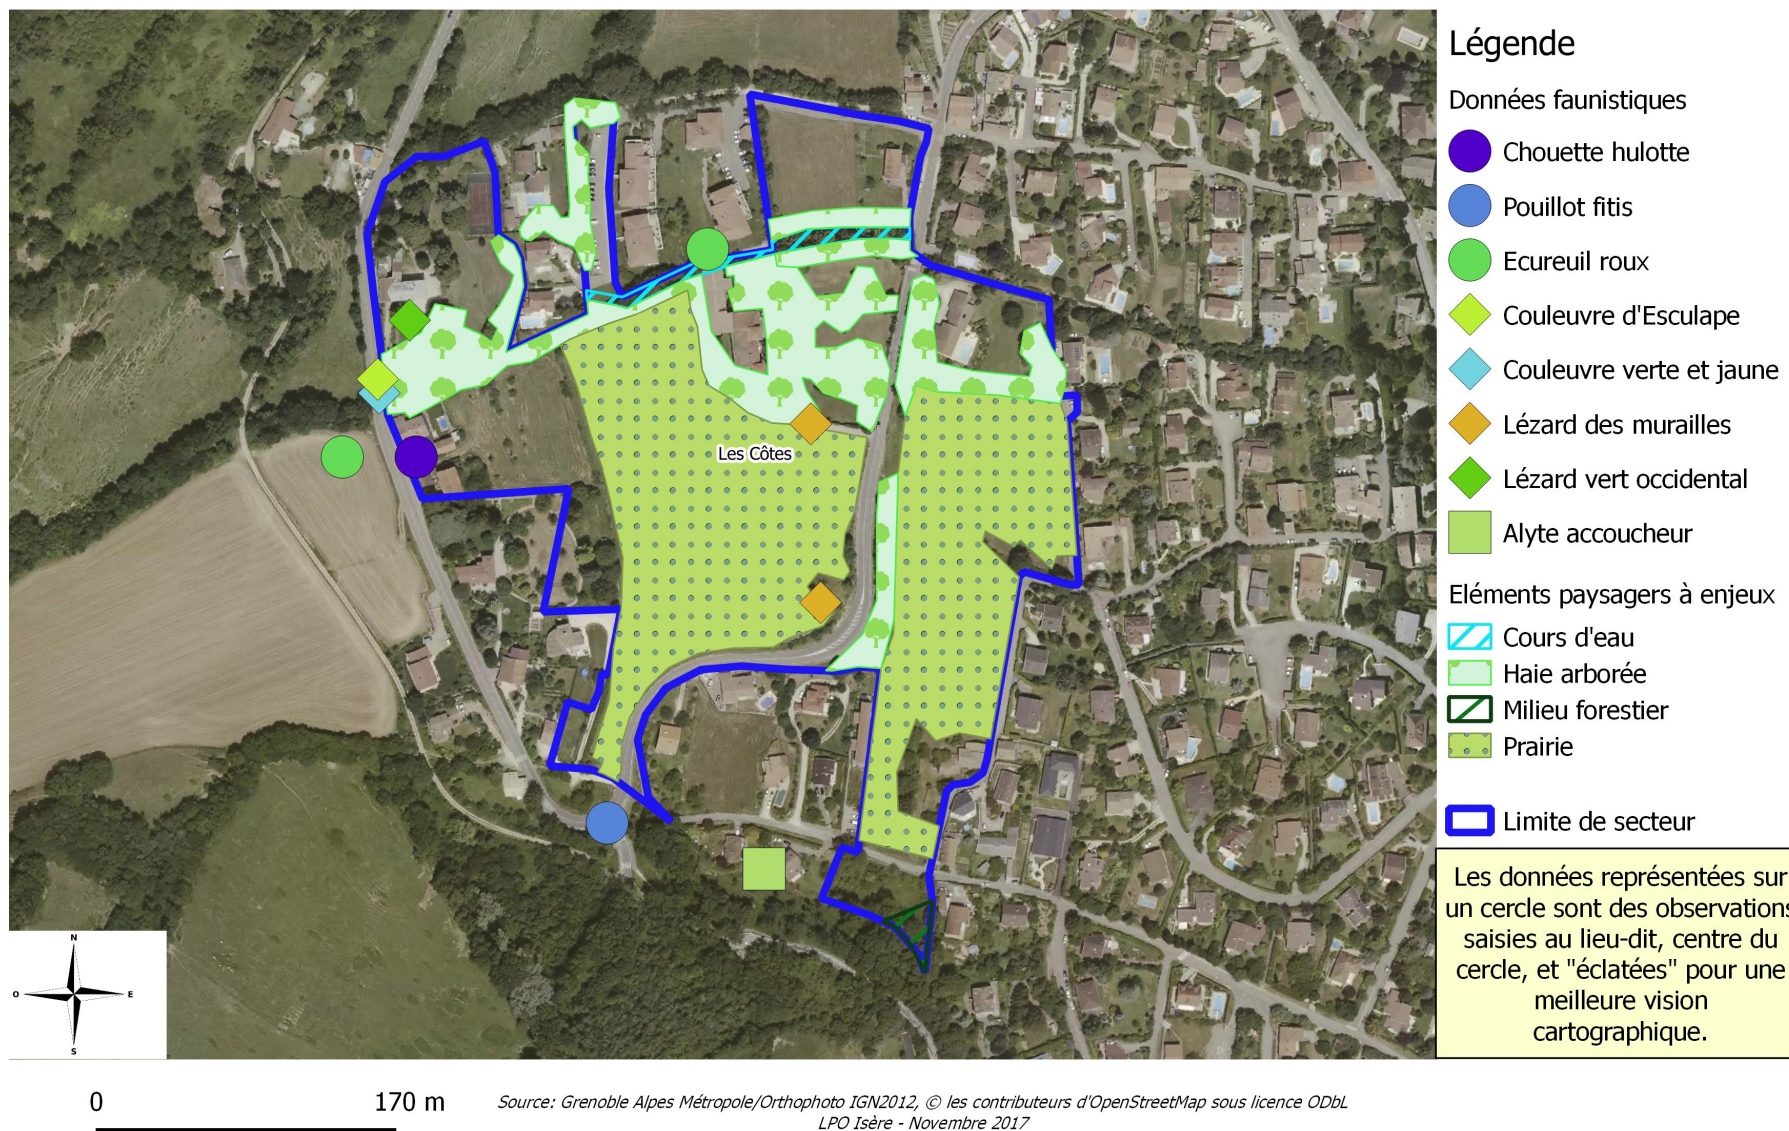 Légende
Données faunistiques
Chouette hulotte
Pouillot fitis
Ecureuil roux
Couleuvre d'Esculape
Couleuvre verte et jaune
Lézard des murailles
Lézard vert occidental
Alyte accoucheur
Eléments paysagers à enjeux
Cours d'eau
Haie arborée
Milieu forestier
Prairie
Limite de secteur
Les données représentées sur
un cercle sont des observations
saisies au lieu-dit, centre du
cercle, et "éclatées" pour une
meilleure vision
cartographique.
Les Côtes
N
O
E
S
0
170 m
Source: Grenoble Alpes Métropole/Orthophoto IGN2012, © les contributeurs d'OpenStreetMap sous licence ODbL
LPO Isère - Novembre 2017